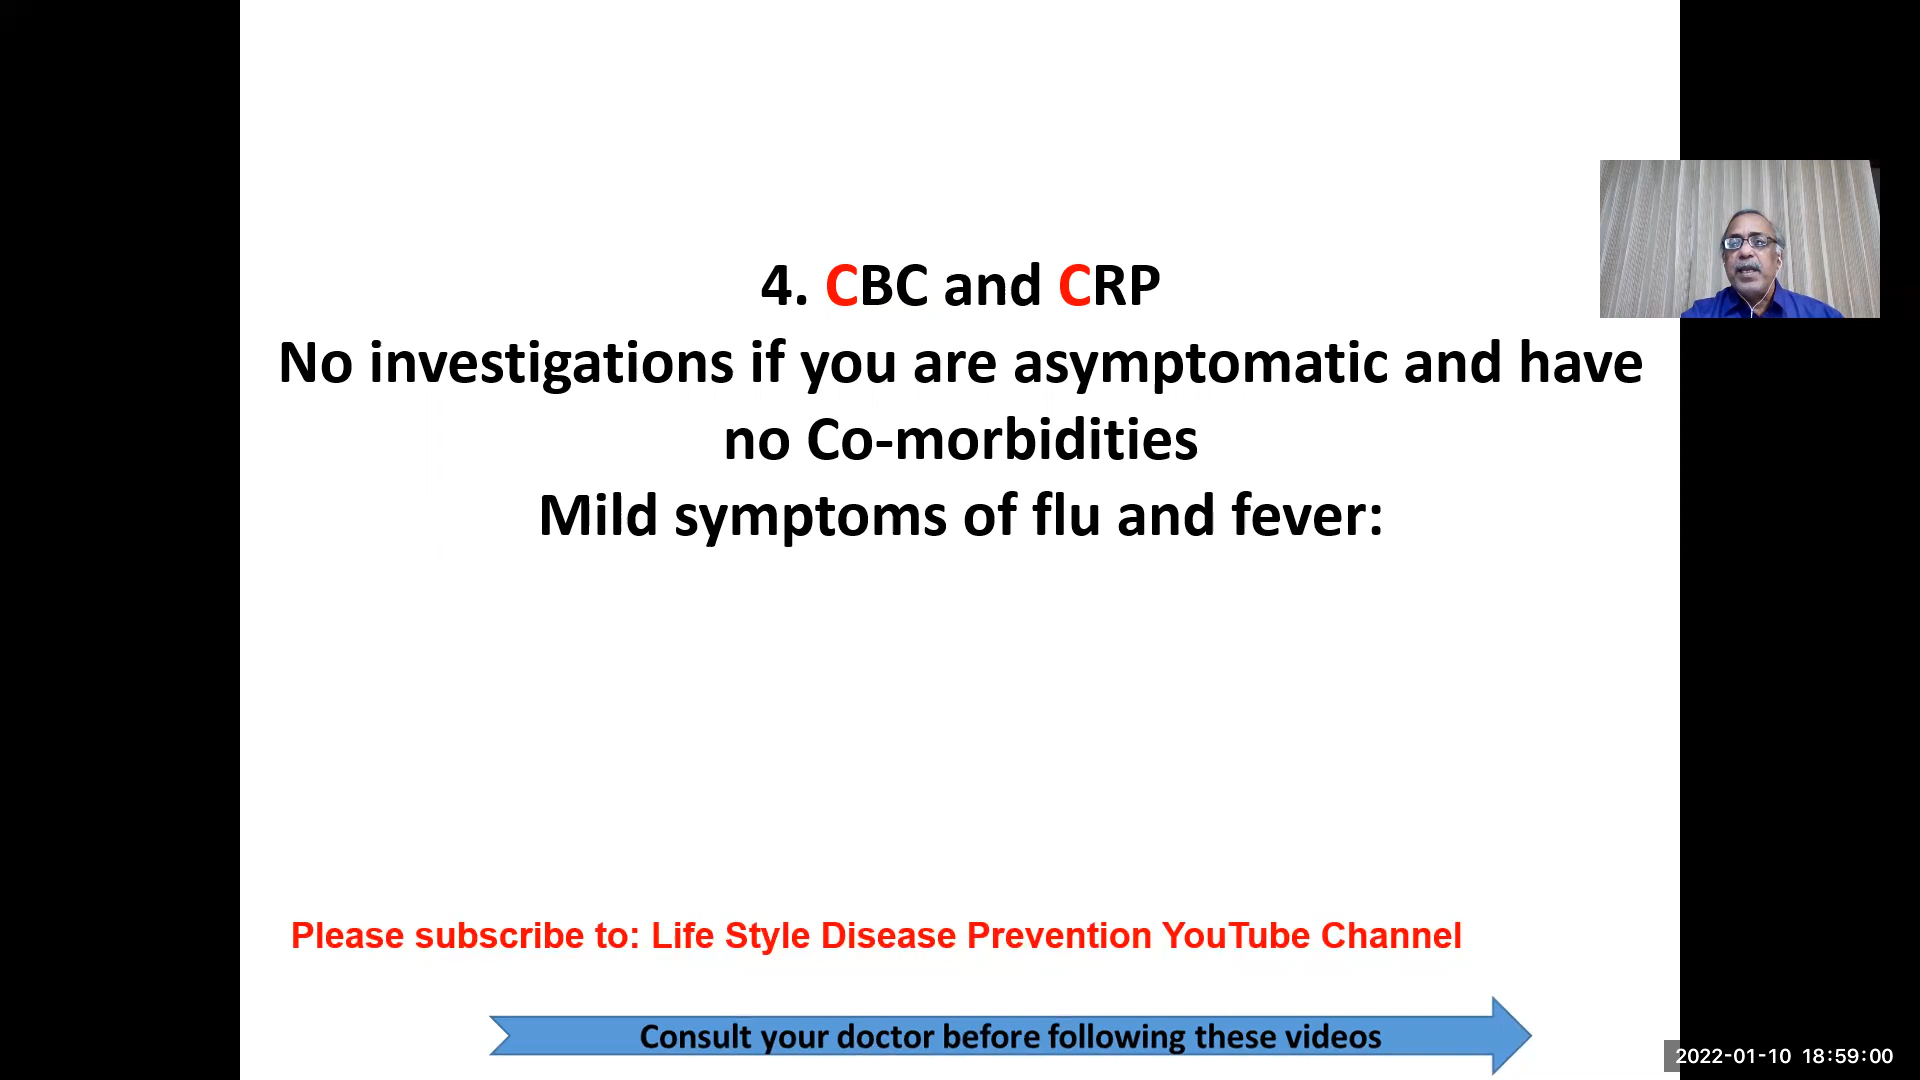 4. CBC and CRP
No investigations if you are asymptomatic and have
no Co-morbidities
Mild symptoms of flu and fever:
Please subscribe to: Life Style Disease Prevention YouTube Channel
Consult your doctor before following these videos
2022-01-10 18:59:00